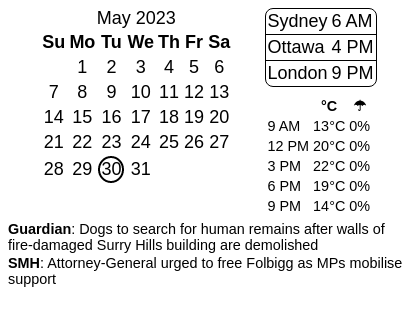 May 2023
Su Mo Tu We Th Fr Sa
1 2 3 4 5 6
7 8 9 10 11 12 13
14 15 16 17 18 19 20
21 22 23 24 25 26 27
28 29 30 31
Sydney 6 AM
Ottawa 4 PM
London 9 PM
°C ☂
9 AM 13°C 0%
12 PM 20°C 0%
3 PM 22°C 0%
6 PM 19°C 0%
9 PM 14°C 0%
Guardian: Dogs to search for human remains after walls of
fire-damaged Surry Hills building are demolished
SMH: Attorney-General urged to free Folbigg as MPs mobilise
support